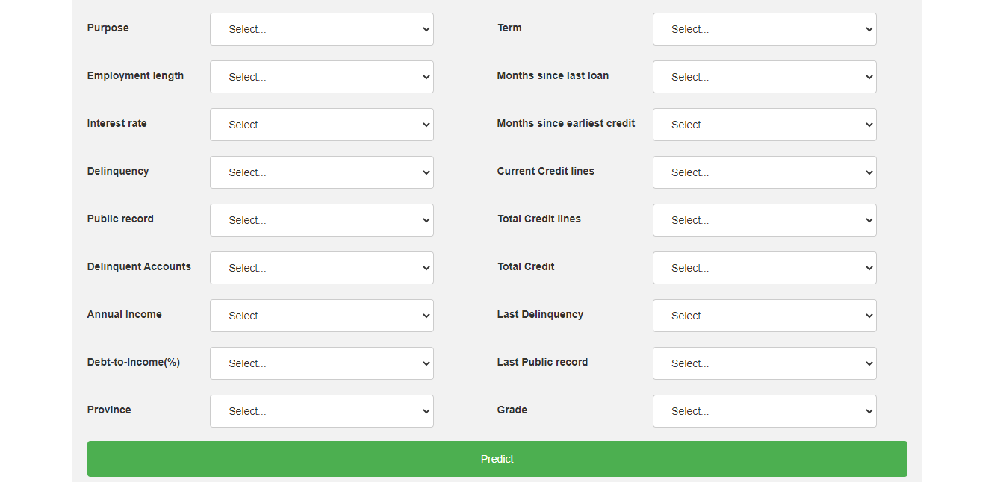 Purpose Select... Term Select...
Employment length Select... Months since last loan Select...
Interest rate Select... Months since earliest credit Select...
Delinquency Select... Current Credit lines Select...
Public record Select... Total Credit lines Select...
Delinquent Accounts Select... Total Credit Select...
Annual Income Select... Last Delinquency Select...
Debt-to-Income(%) Select... Last Public record Select...
Province Select... Grade Select...
Predict